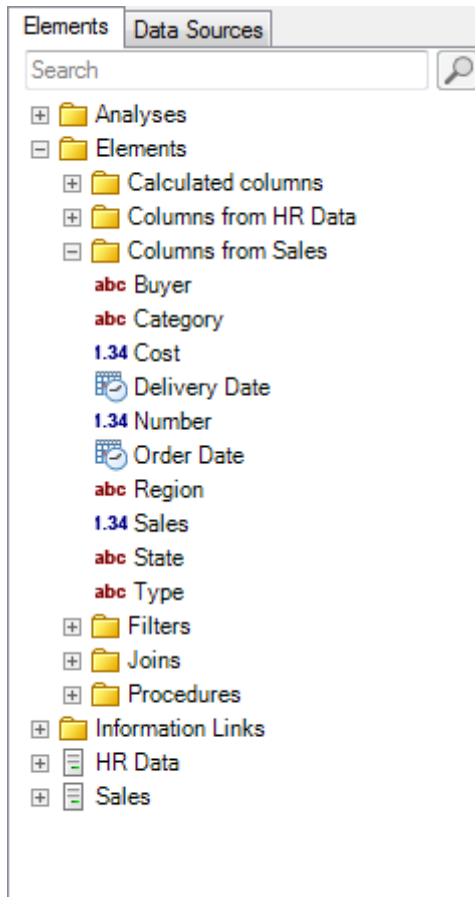 Elements Data Sources
Search
Analyses
Elements
Calculated columns
Columns from HR Data
Columns from Sales
abc Buyer
abc Category
1.34 Cost
Delivery Date
1.34 Number
Order Date
abc Region
1.34 Sales
abc State
abc Type
Filters
Joins
Procedures
Information Links
HR Data
Sales